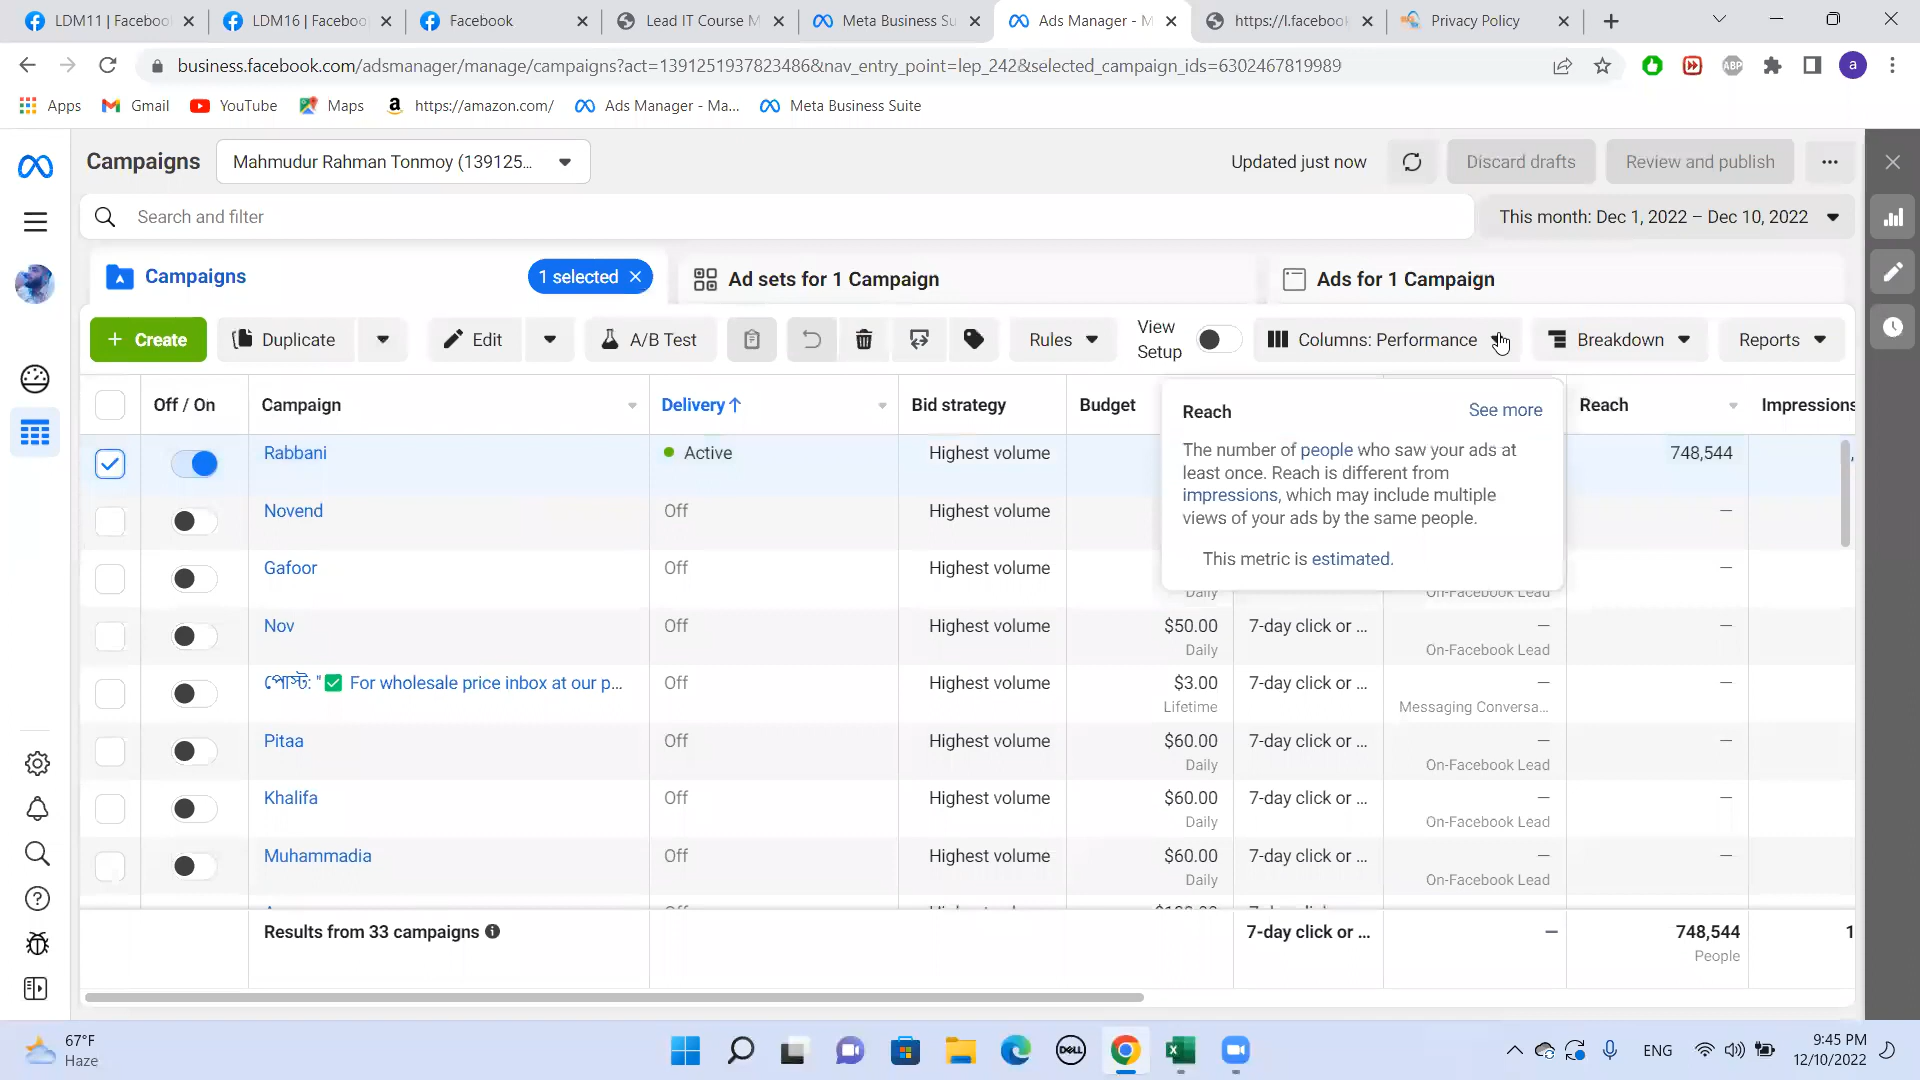 LDM11 | Faceboo
LDM16 | Faceboo
Facebook
Lead IT Course M
Meta Business Su
Ads Manager - M
https://l.facebook
Privacy Policy
business.facebook.com/adsmanager/manage/campaigns?act=1391251937823486&nav_entry_point=lep_242&selected_campaign_ids=6302467819989
ABP
a
Apps
Gmail
YouTube
Maps
https://amazon.com/
Ads Manager - Ma...
Meta Business Suite
Campaigns
Mahmudur Rahman Tonmoy (139125...
Updated just now
Discard drafts
Review and publish
Search and filter
This month: Dec 1, 2022 – Dec 10, 2022
Campaigns
1 selected
Ad sets for 1 Campaign
Ads for 1 Campaign
+ Create
Duplicate
Edit
A/B Test
Rules
View
Setup
Columns: Performance
Breakdown
Reports
Off / On
Campaign
Delivery ↑
Bid strategy
Budget
Reach
Impressions
Reach
See more
The number of people who saw your ads at
least once. Reach is different from
impressions, which may include multiple
views of your ads by the same people.
This metric is estimated.
Rabbani
Active
Highest volume
748,544
Novend
Off
Highest volume
—
Gafoor
Off
Highest volume
Daily
On-Facebook Lead
—
Nov
Off
Highest volume
$50.00
Daily
7-day click or ...
—
On-Facebook Lead
—
পোস্ট: "✅ For wholesale price inbox at our p...
Off
Highest volume
$3.00
Lifetime
7-day click or ...
—
Messaging Conversa...
—
Pitaa
Off
Highest volume
$60.00
Daily
7-day click or ...
—
On-Facebook Lead
—
Khalifa
Off
Highest volume
$60.00
Daily
7-day click or ...
—
On-Facebook Lead
—
Muhammadia
Off
Highest volume
$60.00
Daily
7-day click or ...
—
On-Facebook Lead
—
Results from 33 campaigns
7-day click or ...
—
748,544
People
1
67°F
Haze
DELL
ENG
9:45 PM
12/10/2022